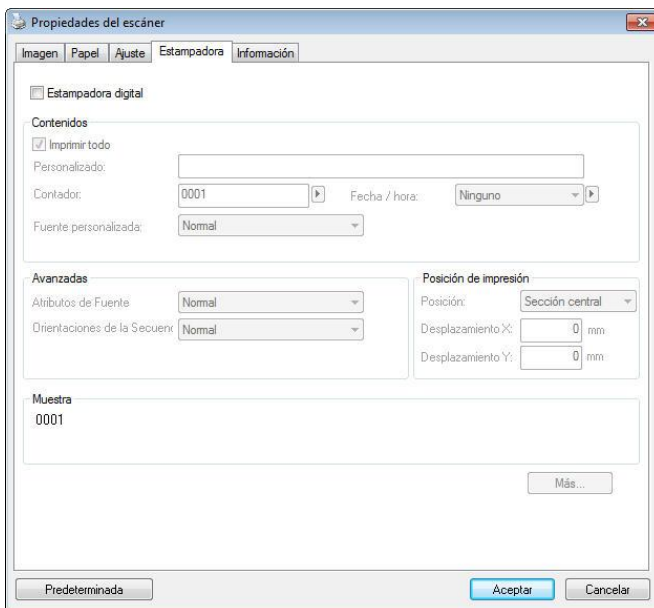 Propiedades del escáner
Imagen Papel Ajuste Estampadora Información
Estampadora digital
Contenidos
Imprimir todo
Personalizado:
Contador: 0001 Fecha / hora: Ninguno
Fuente personalizada: Normal
Avanzadas
Atributos de Fuente Normal
Orientaciones de la Secuenc Normal
Posición de impresión
Posición: Sección central
Desplazamiento X: 0 mm
Desplazamiento Y: 0 mm
Muestra
0001
Más...
Predeterminada Aceptar Cancelar